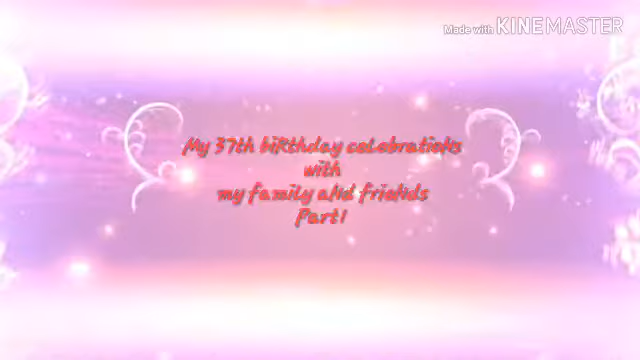 Made with KINEMASTER
My 37th birthday celebrations
with
my family and friends
Part1